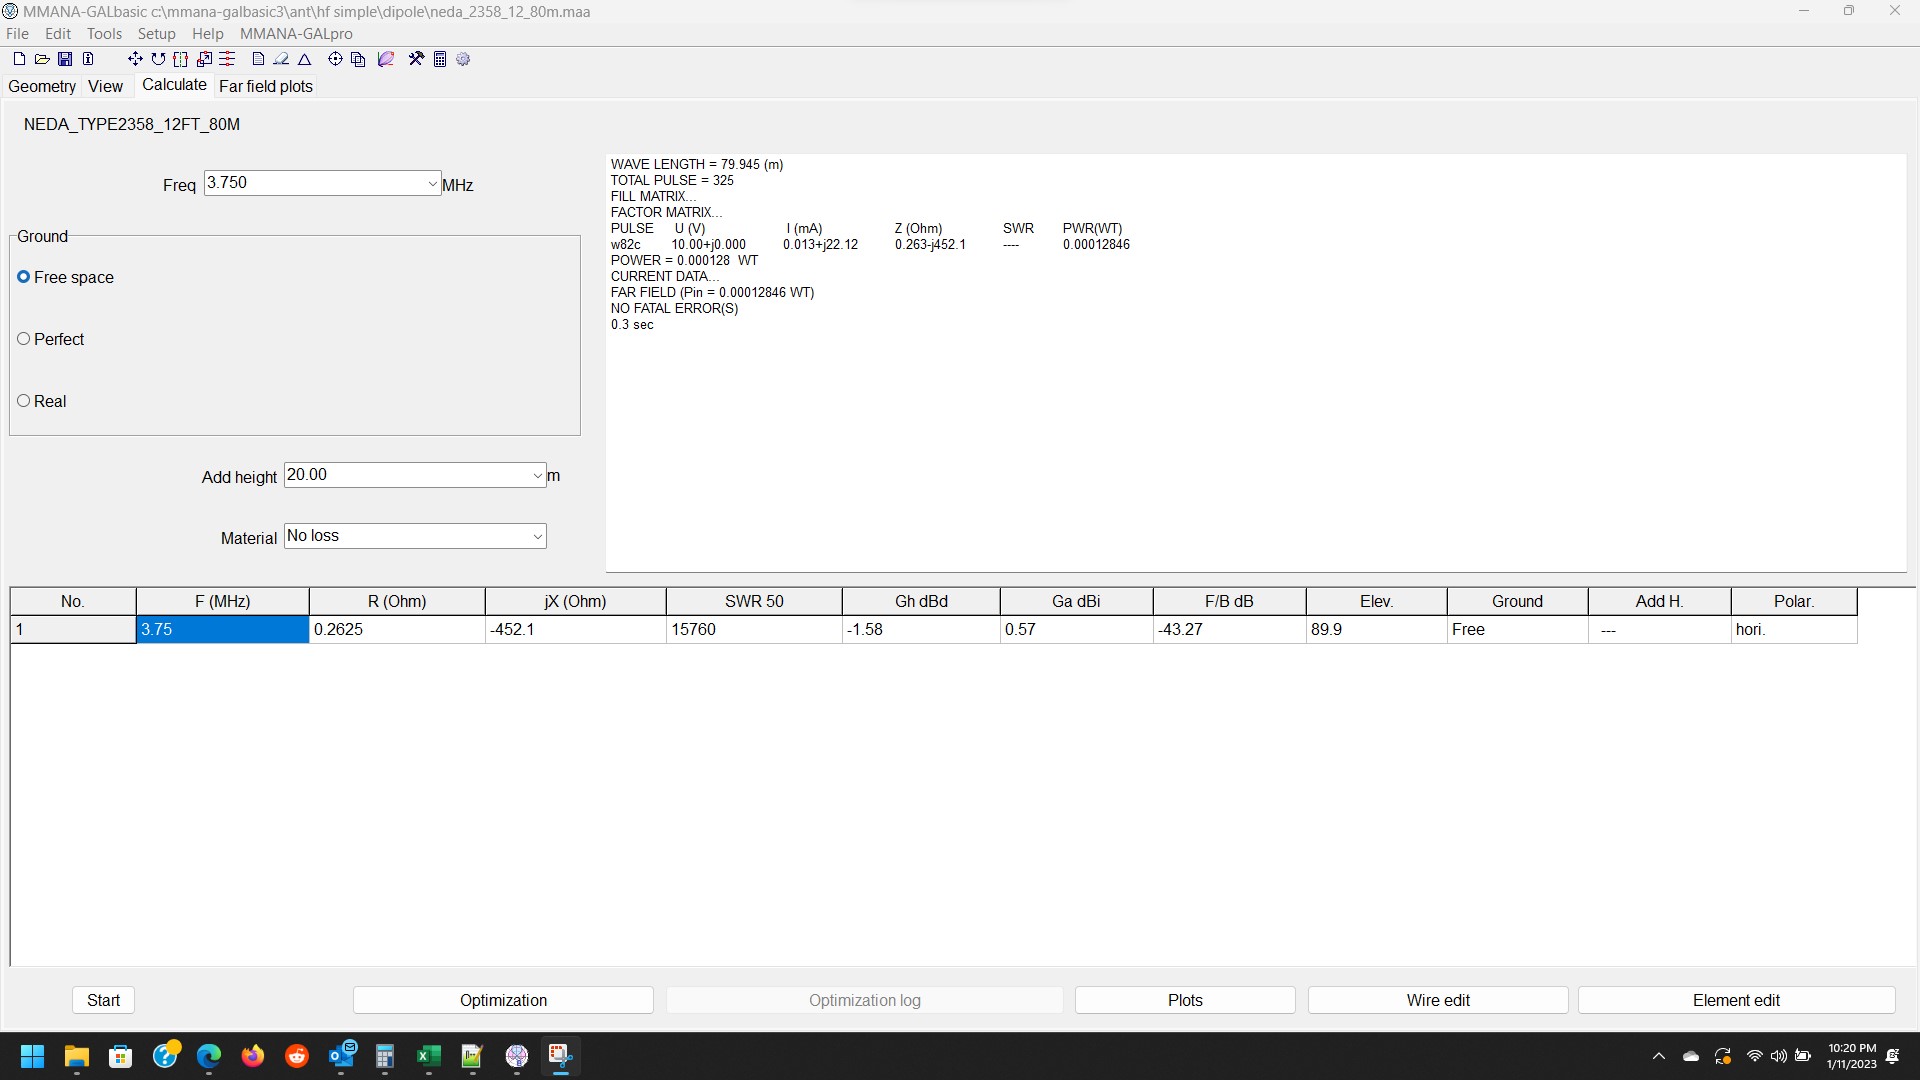 MMANA-GALbasic c:\mmana-galbasic3\ant\hf simple\dipole\neda_2358_12_80m.maa
File Edit Tools Setup Help MMANA-GALpro
Geometry View Calculate Far field plots
NEDA_TYPE2358_12FT_80M
Freq 3.750 MHz
Ground
Free space
Perfect
Real
Add height 20.00 m
Material No loss
WAVE LENGTH = 79.945 (m)
TOTAL PULSE = 325
FILL MATRIX...
FACTOR MATRIX...
PULSE U (V) I (mA) Z (Ohm) SWR PWR(WT)
w82c 10.00+j0.000 0.013+j22.12 0.263-j452.1 ---- 0.00012846
POWER = 0.000128 WT
CURRENT DATA...
FAR FIELD (Pin = 0.00012846 WT)
NO FATAL ERROR(S)
0.3 sec
No. F (MHz) R (Ohm) jX (Ohm) SWR 50 Gh dBd Ga dBi F/B dB Elev. Ground Add H. Polar.
1 3.75 0.2625 -452.1 15760 -1.58 0.57 -43.27 89.9 Free --- hori.
Start Optimization Optimization log Plots Wire edit Element edit
10:20 PM
1/11/2023